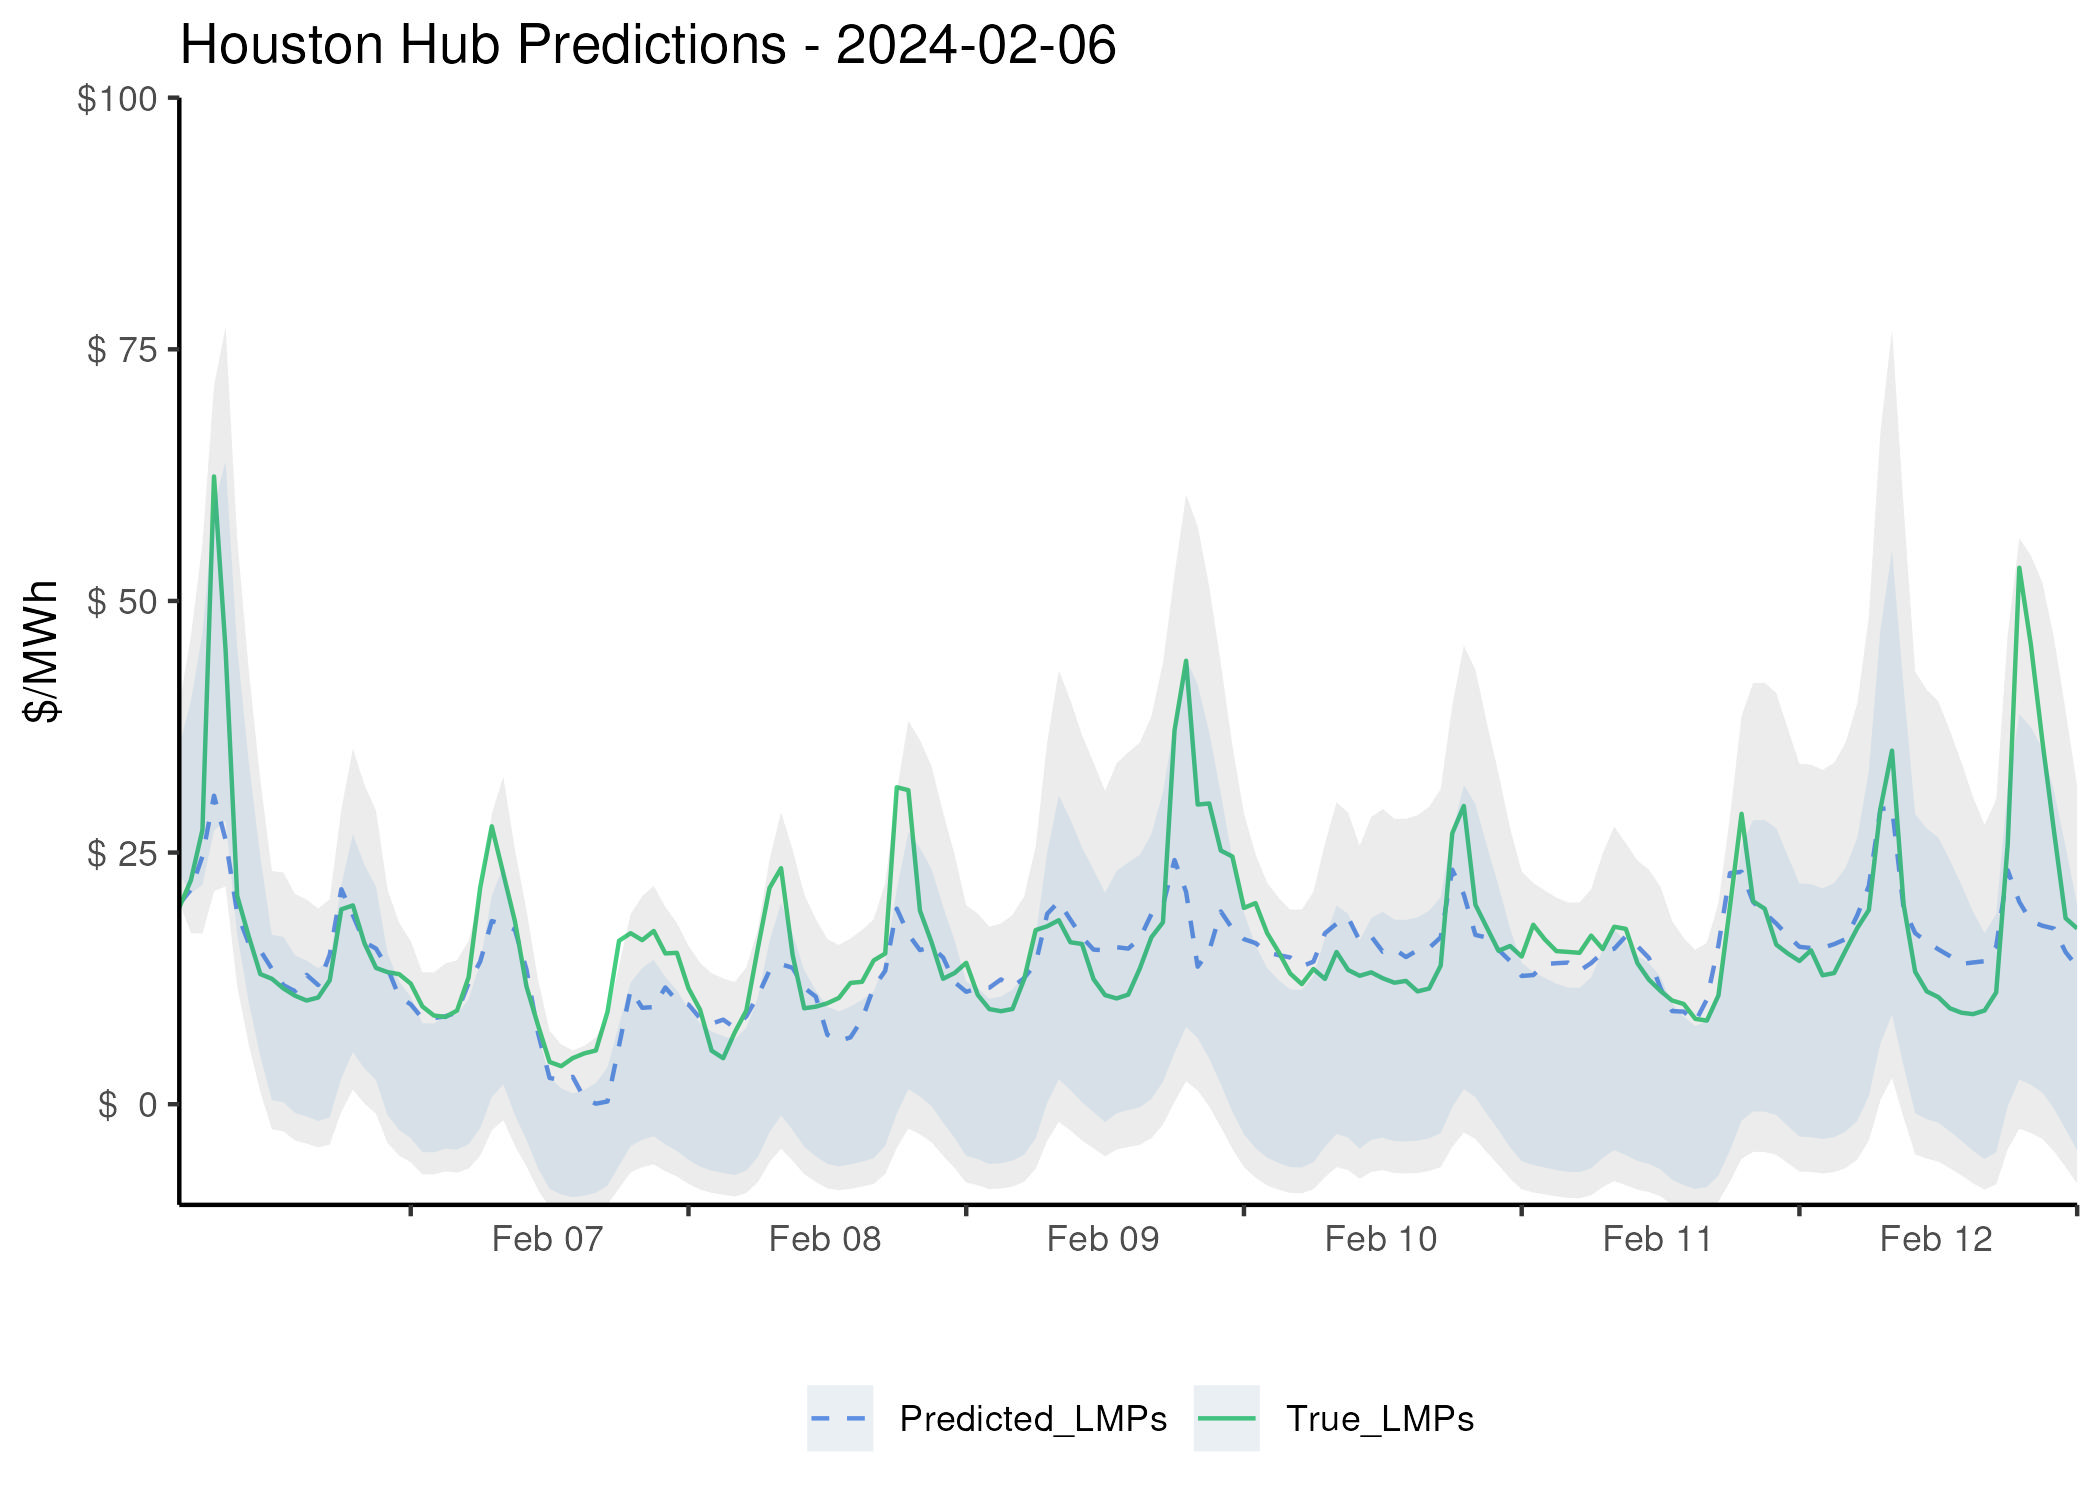 Houston Hub Predictions - 2024-02-06
$100
$ 75
$ 50
$ 25
$ 0
$/MWh
Feb 07 Feb 08 Feb 09 Feb 10 Feb 11 Feb 12
Predicted_LMPs True_LMPs